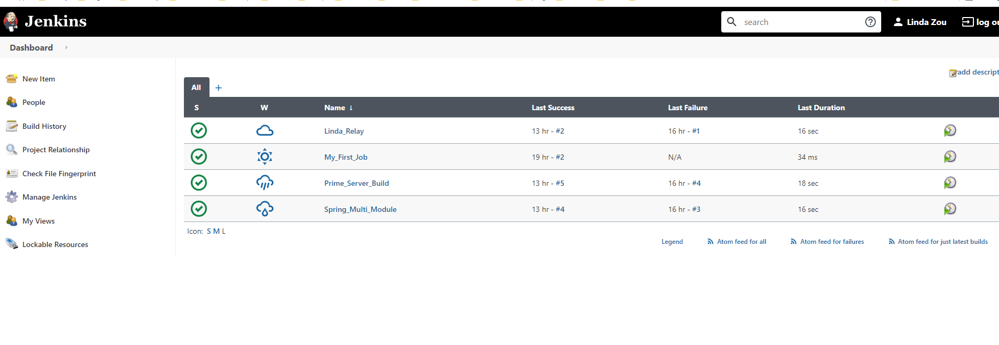 Jenkins
search
Linda Zou
log ou
Dashboard
New Item
People
Build History
Project Relationship
Check File Fingerprint
Manage Jenkins
My Views
Lockable Resources
add descript
All +
S W Name ↓ Last Success Last Failure Last Duration
Linda_Relay 13 hr - #2 16 hr - #1 16 sec
My_First_Job 19 hr - #2 N/A 34 ms
Prime_Server_Build 13 hr - #5 16 hr - #4 18 sec
Spring_Multi_Module 13 hr - #4 16 hr - #3 16 sec
Icon: S M L
Legend Atom feed for all Atom feed for failures Atom feed for just latest builds